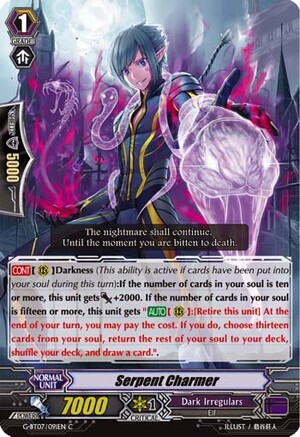 1
GRADE
SHIELD
5000
The nightmare shall continue.
Until the moment you are bitten to death.
CONT [ ]Darkness (This ability is active if cards have been put into
your soul during this turn):If the number of cards in your soul is ten
or more, this unit gets +2000. If the number of cards in your
soul is fifteen or more, this unit gets "AUTO [ ]:[Retire this unit] At the
end of your turn, you may pay the cost. If you do, choose thirteen
cards from your soul, return the rest of your soul to your deck,
shuffle your deck, and draw a card.".
NORMAL
UNIT
Serpent Charmer
POWER
7000
1
CRITICAL
Dark Irregulars
Elf
G-BT07/091EN C
ILLUST /